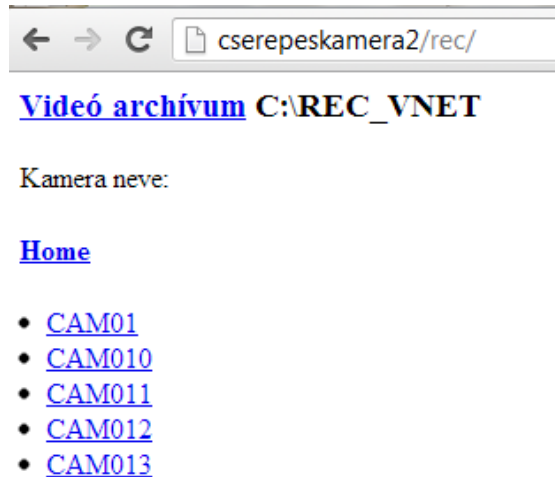 cserepeskamera2/rec/
Videó archívum C:\REC_VNET
Kamera neve:
Home
CAM01
CAM010
CAM011
CAM012
CAM013